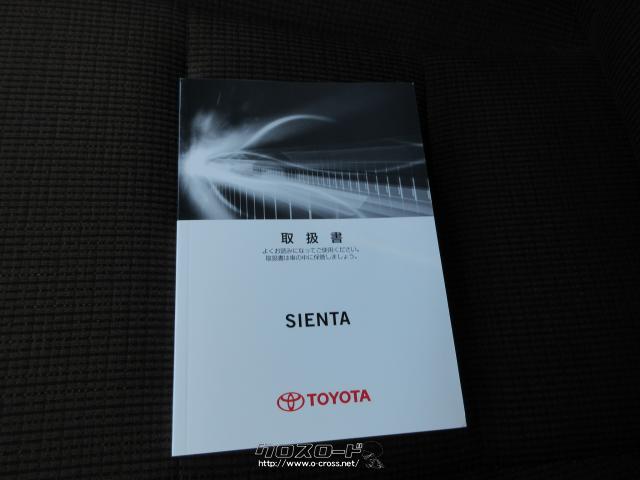 取扱書
よくお読みになってご使用ください。
取扱書は車の中に保管しましょう。
SIENTA
TOYOTA
クロスロード
http://www.o-cross.net/